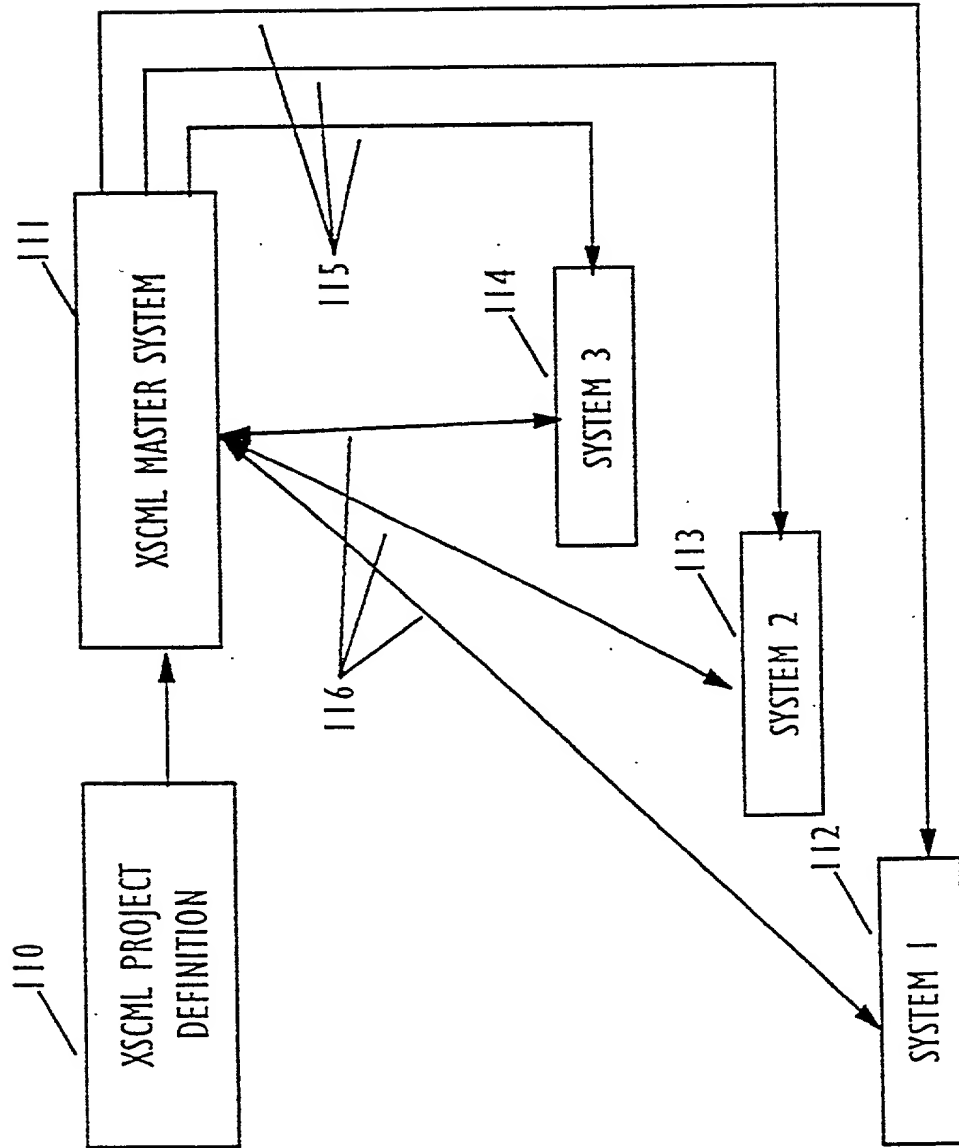 110
XSCML PROJECT
DEFINITION
111
XSCML MASTER SYSTEM
115
116
114
SYSTEM 3
113
SYSTEM 2
112
SYSTEM 1